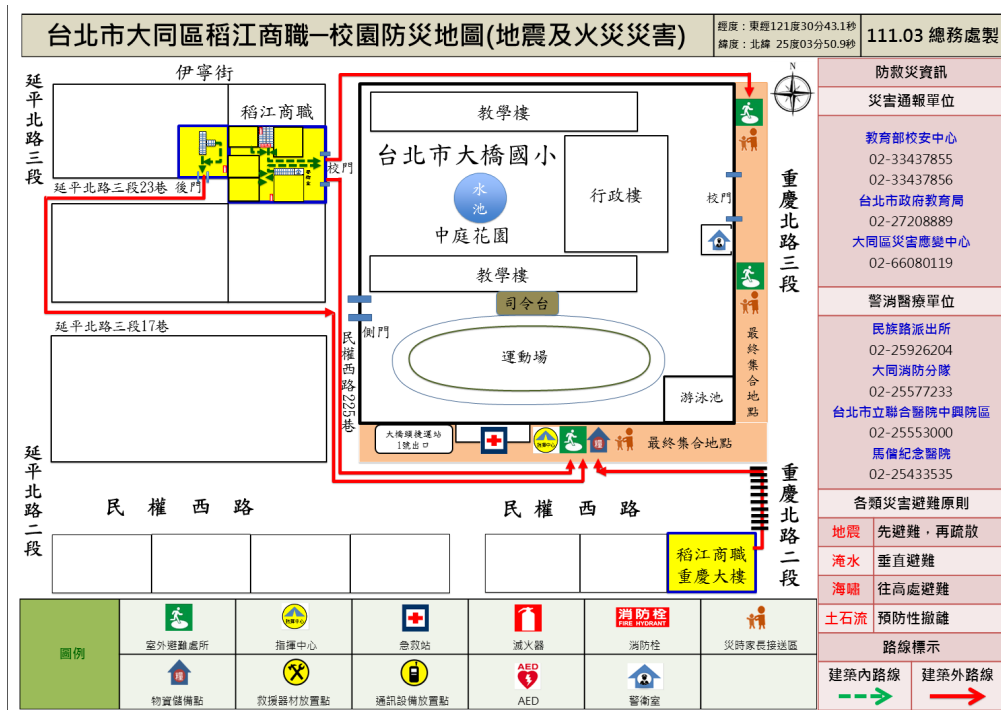 台北市大同區稻江商職─校園防災地圖(地震及火災災害)
經度：東經121度30分43.1秒
緯度：北緯 25度03分50.9秒
111.03 總務處製
延平北路三段
伊寧街
稻江商職
校門
延平北路三段23巷 後門
延平北路三段17巷
教學樓
台北市大橋國小
水池
中庭花園
行政樓
校門
教學樓
司令台
側門
運動場
游泳池
民權西路225巷
N
重慶北路三段
最終集合地點
大橋頭捷運站
1號出口
指揮中心
糧
最終集合地點
延平北路二段
民權西路
民權西路
重慶北路二段
稻江商職
重慶大樓
防救災資訊
災害通報單位
教育部校安中心
02-33437855
02-33437856
台北市政府教育局
02-27208889
大同區災害應變中心
02-66080119
警消醫療單位
民族路派出所
02-25926204
大同消防分隊
02-25577233
台北市立聯合醫院中興院區
02-25553000
馬偕紀念醫院
02-25433535
各類災害避難原則
地震 先避難，再疏散
淹水 垂直避難
海嘯 往高處避難
土石流 預防性撤離
路線標示
建築內路線 建築外路線
圖例
室外避難處所
指揮中心
指揮中心
急救站
滅火器
消防栓
FIRE HYDRANT
消防栓
災時家長接送區
糧
物資儲備點
救援器材放置點
通訊設備放置點
AED
AED
警衛室